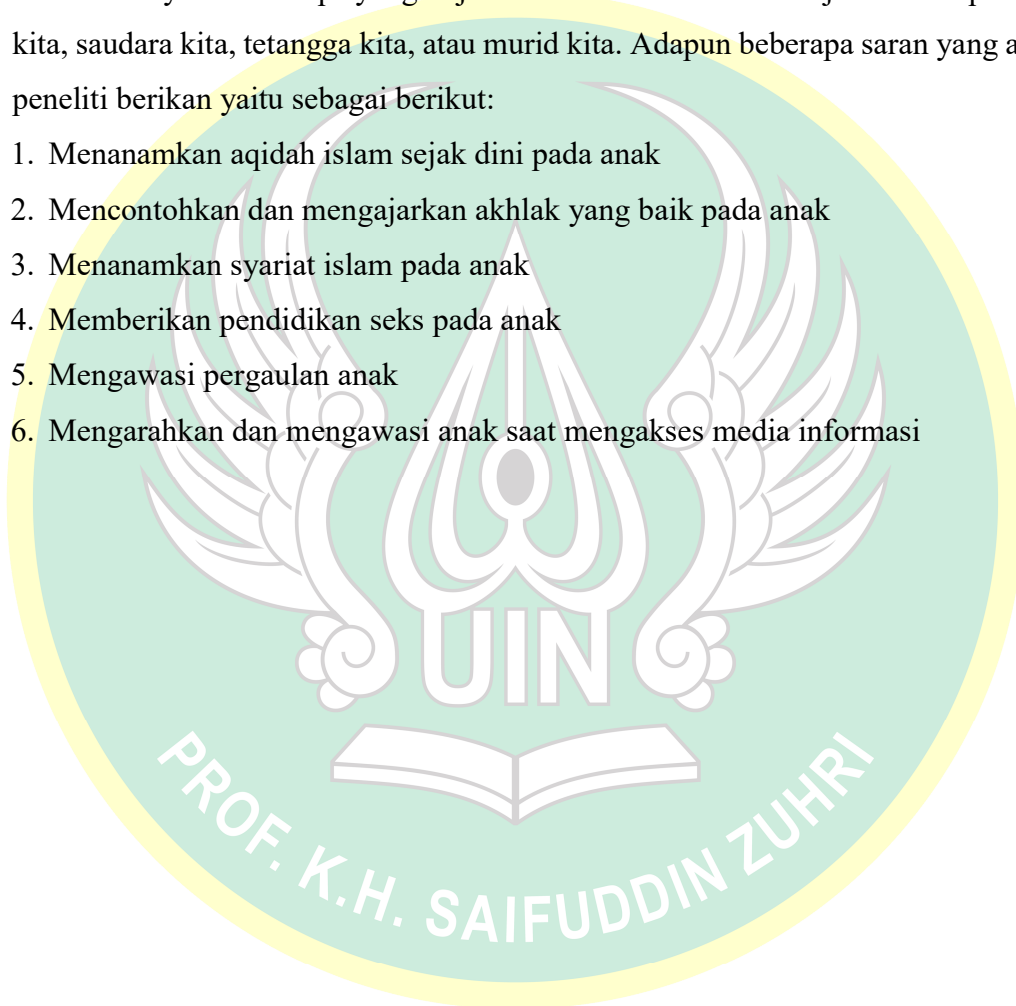 kita, saudara kita, tetangga kita, atau murid kita. Adapun beberapa saran yang
peneliti berikan yaitu sebagai berikut:
1. Menanamkan aqidah islam sejak dini pada anak
2. Mencontohkan dan mengajarkan akhlak yang baik pada anak
3. Menanamkan syariat islam pada anak
4. Memberikan pendidikan seks pada anak
5. Mengawasi pergaulan anak
6. Mengarahkan dan mengawasi anak saat mengakses media informasi
UIN
PROF. K.H. SAIFUDDIN ZUHRI